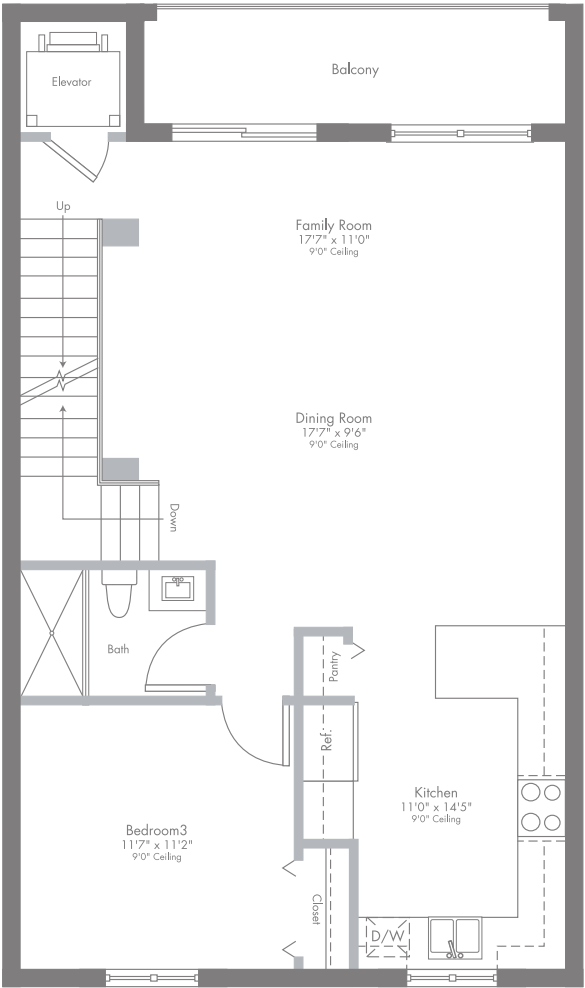 Balcony
Elevator
Up
Family Room
17'7" x 11'0"
9'0" Ceiling
Dining Room
17'7" x 9'6"
9'0" Ceiling
Down
Bath
Pantry
Ref.
Kitchen
11'0" x 14'5"
9'0" Ceiling
Bedroom3
11'7" x 11'2"
9'0" Ceiling
Closet
D/W